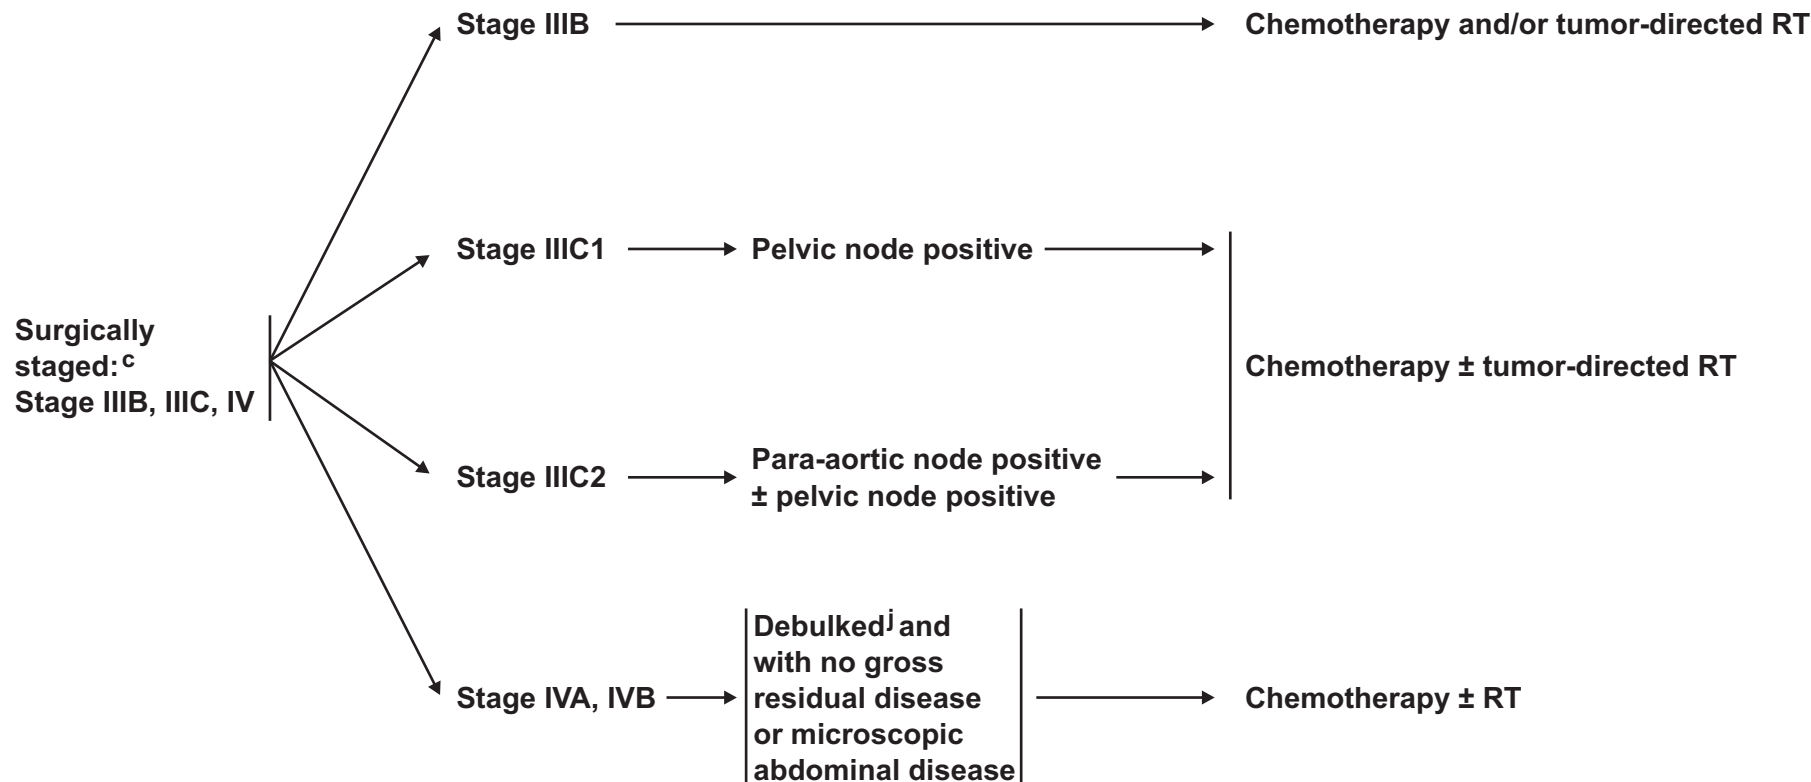 Stage IIIB
Chemotherapy and/or tumor-directed RT
Stage IIIC1
Pelvic node positive
Surgically
staged:c
Stage IIIB, IIIC, IV
Chemotherapy ± tumor-directed RT
Stage IIIC2
Para-aortic node positive
± pelvic node positive
Stage IVA, IVB
Debulkedj and
with no gross
residual disease
or microscopic
abdominal disease
Chemotherapy ± RT